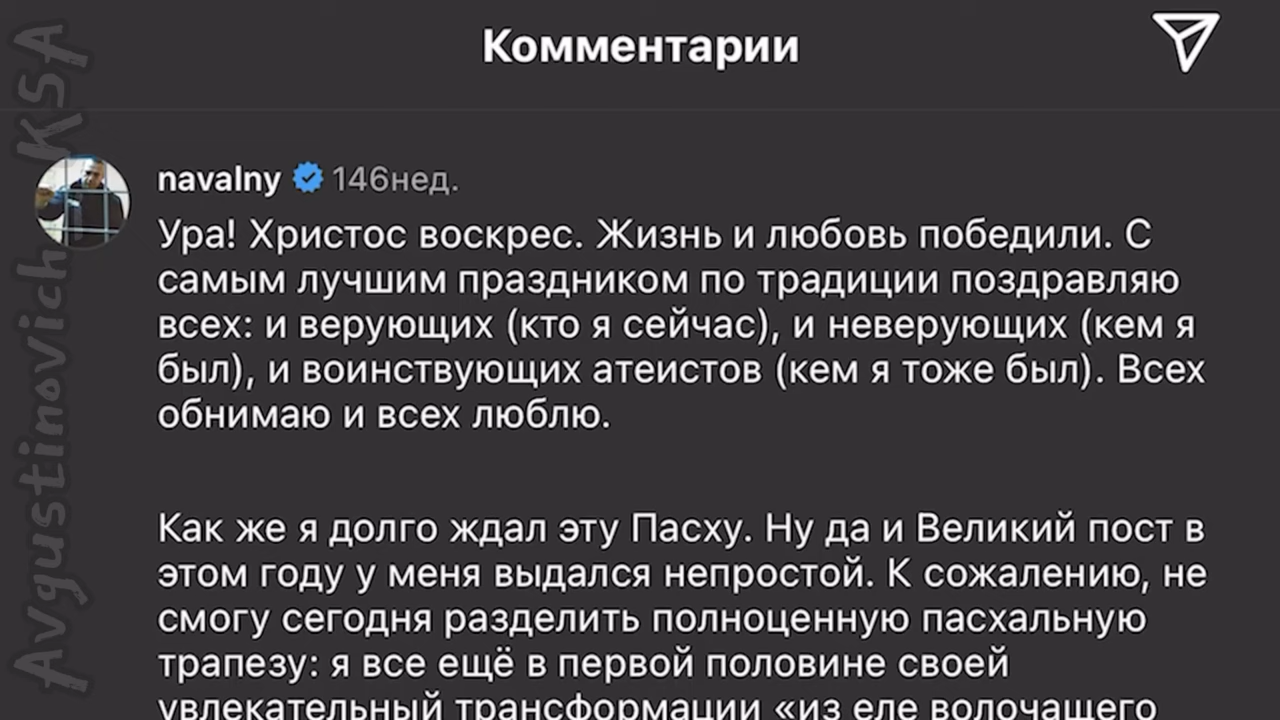 Комментарии
navalny 146нед.
Ура! Христос воскрес. Жизнь и любовь победили. С
самым лучшим праздником по традиции поздравляю
всех: и верующих (кто я сейчас), и неверующих (кем я
был), и воинствующих атеистов (кем я тоже был). Всех
обнимаю и всех люблю.
Как же я долго ждал эту Пасху. Ну да и Великий пост в
этом году у меня выдался непростой. К сожалению, не
смогу сегодня разделить полноценную пасхальную
трапезу: я все ещё в первой половине своей
увлекательный трансформации «из еле волочащего
Avgustinovich KSA